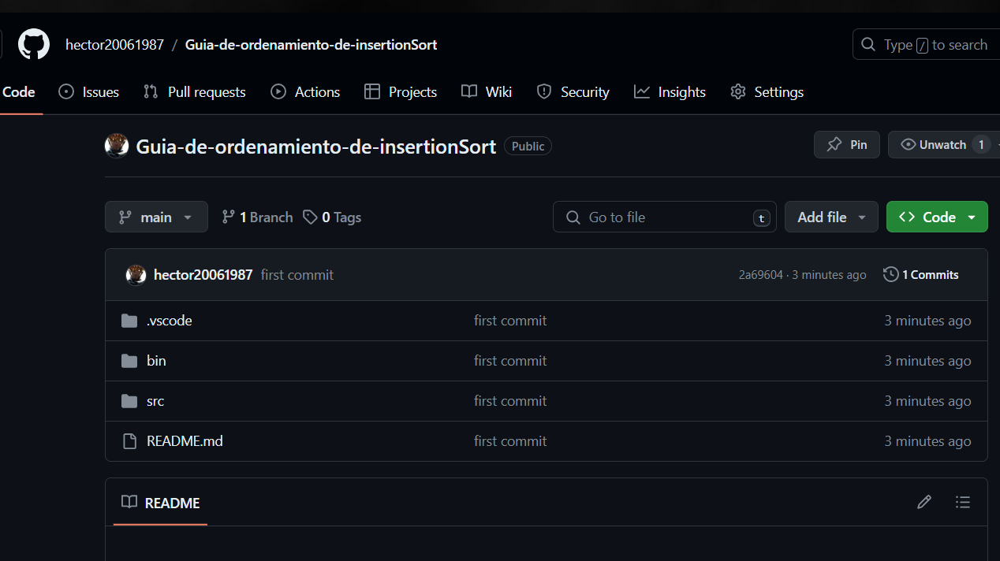 hector20061987 / Guia-de-ordenamiento-de-insertionSort
Type / to search
Code Issues Pull requests Actions Projects Wiki Security Insights Settings
Guia-de-ordenamiento-de-insertionSort Public
Pin Unwatch 1
main 1 Branch 0 Tags Go to file t Add file Code
hector20061987 first commit 2a69604 · 3 minutes ago 1 Commits
.vscode first commit 3 minutes ago
bin first commit 3 minutes ago
src first commit 3 minutes ago
README.md first commit 3 minutes ago
README